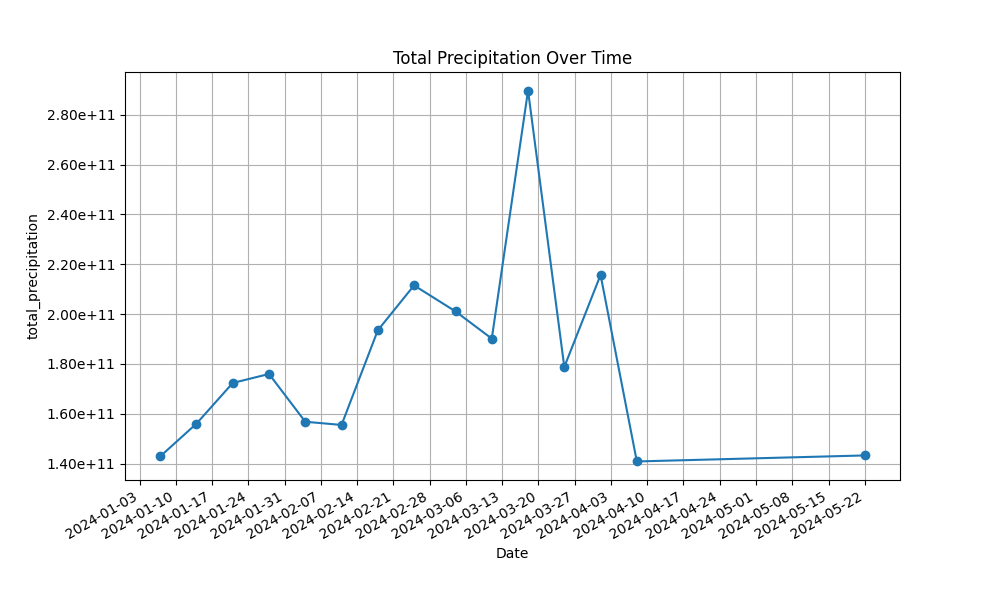 Total Precipitation Over Time
total_precipitation
2.80e+11
2.60e+11
2.40e+11
2.20e+11
2.00e+11
1.80e+11
1.60e+11
1.40e+11
2024-01-03
2024-01-10
2024-01-17
2024-01-24
2024-01-31
2024-02-07
2024-02-14
2024-02-21
2024-02-28
2024-03-06
2024-03-13
2024-03-20
2024-03-27
2024-04-03
2024-04-10
2024-04-17
2024-04-24
2024-05-01
2024-05-08
2024-05-15
2024-05-22
Date